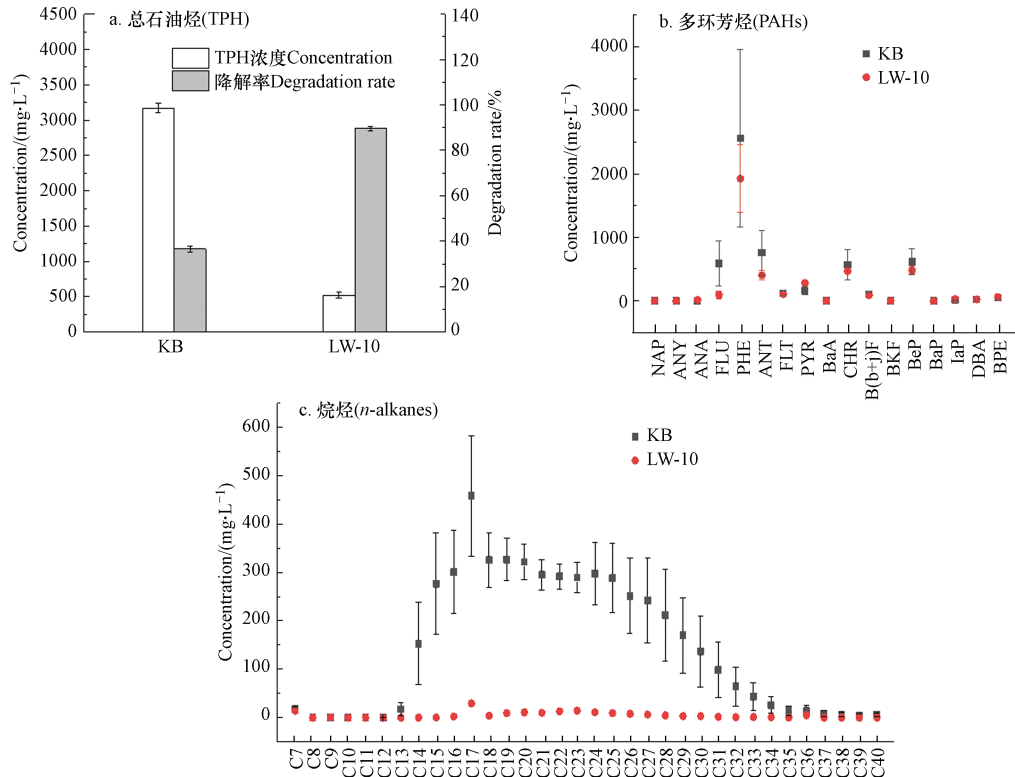 a. 总石油烃(TPH)
TPH浓度Concentration
降解率Degradation rate
Concentration/(mg·L⁻¹)
4500
4000
3500
3000
2500
2000
1500
1000
500
0
KB
LW-10
140
120
100
80
60
40
20
0
Degradation rate/%
b. 多环芳烃(PAHs)
KB
LW-10
Concentration/(mg·L⁻¹)
4000
3000
2000
1000
0
NAP
ANY
ANA
FLU
PHE
ANT
FLT
PYR
BaA
CHR
B(b+j)F
BKF
BeP
BaP
IaP
DBA
BPE
c. 烷烃(n-alkanes)
KB
LW-10
Concentration/(mg·L⁻¹)
600
500
400
300
200
100
0
C7
C8
C9
C10
C11
C12
C13
C14
C15
C16
C17
C18
C19
C20
C21
C22
C23
C24
C25
C26
C27
C28
C29
C30
C31
C32
C33
C34
C35
C36
C37
C38
C39
C40